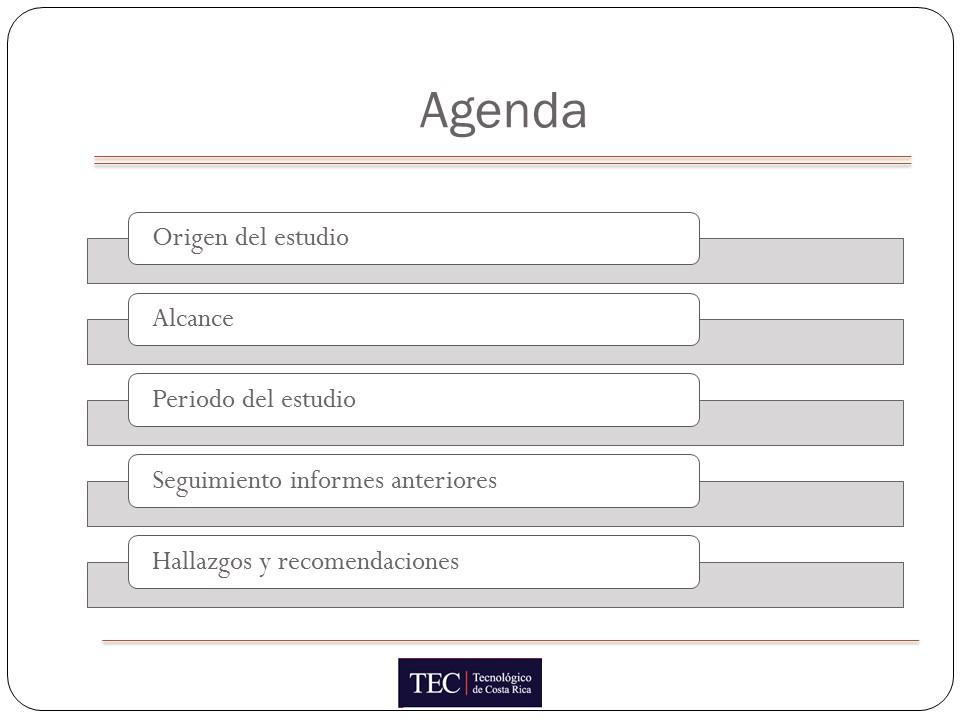 Agenda
Origen del estudio
Alcance
Periodo del estudio
Seguimiento informes anteriores
Hallazgos y recomendaciones
TEC | Tecnológico
de Costa Rica